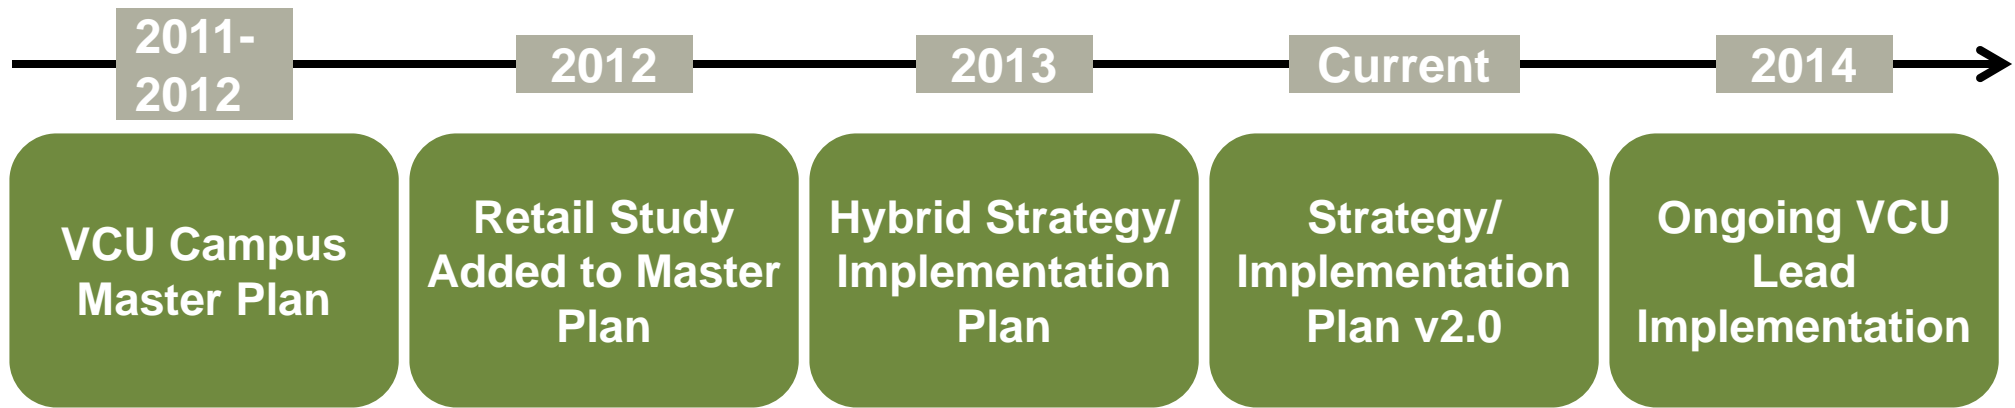 2011-
2012
2012
2013
Current
2014
VCU Campus
Master Plan
Retail Study
Added to Master
Plan
Hybrid Strategy/
Implementation
Plan
Strategy/
Implementation
Plan v2.0
Ongoing VCU
Lead
Implementation